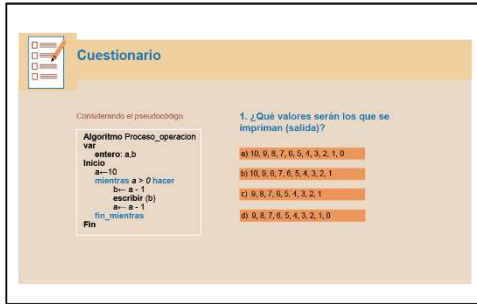 Cuestionario
Considerando el pseudocódigo
Algoritmo Proceso_operacion
var
entero: a,b
Inicio
a←10
mientras a > 0 hacer
b← a - 1
escribir (b)
a← a - 1
fin_mientras
Fin
1. ¿Qué valores serán los que se
impriman (salida)?
a) 10, 9, 8, 7, 6, 5, 4, 3, 2, 1, 0
b) 10, 9, 8, 7, 6, 5, 4, 3, 2, 1
c) 9, 8, 7, 6, 5, 4, 3, 2, 1
d) 9, 8, 7, 6, 5, 4, 3, 2, 1, 0